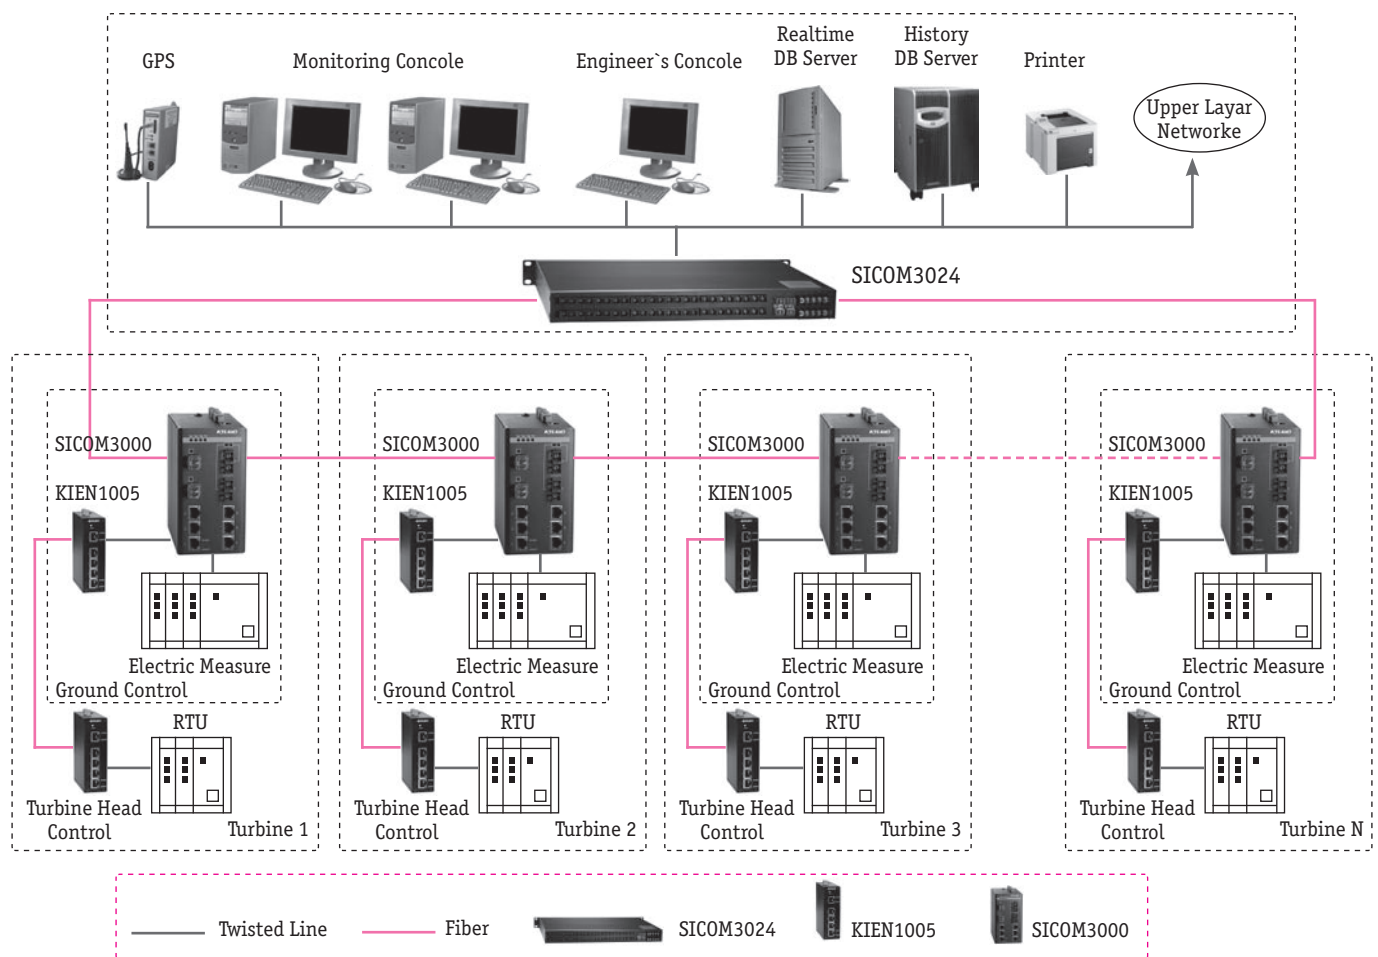 GPS
Monitoring Concole
Engineer`s Concole
Realtime
DB Server
History
DB Server
Printer
Upper Layar
Networke
SICOM3024
SICOM3000
KIEN1005
Electric Measure
Ground Control
RTU
Turbine Head
Control
Turbine 1
SICOM3000
KIEN1005
Electric Measure
Ground Control
RTU
Turbine Head
Control
Turbine 2
SICOM3000
KIEN1005
Electric Measure
Ground Control
RTU
Turbine Head
Control
Turbine 3
SICOM3000
KIEN1005
Electric Measure
Ground Control
RTU
Turbine Head
Control
Turbine N
Twisted Line
Fiber
SICOM3024
KIEN1005
SICOM3000